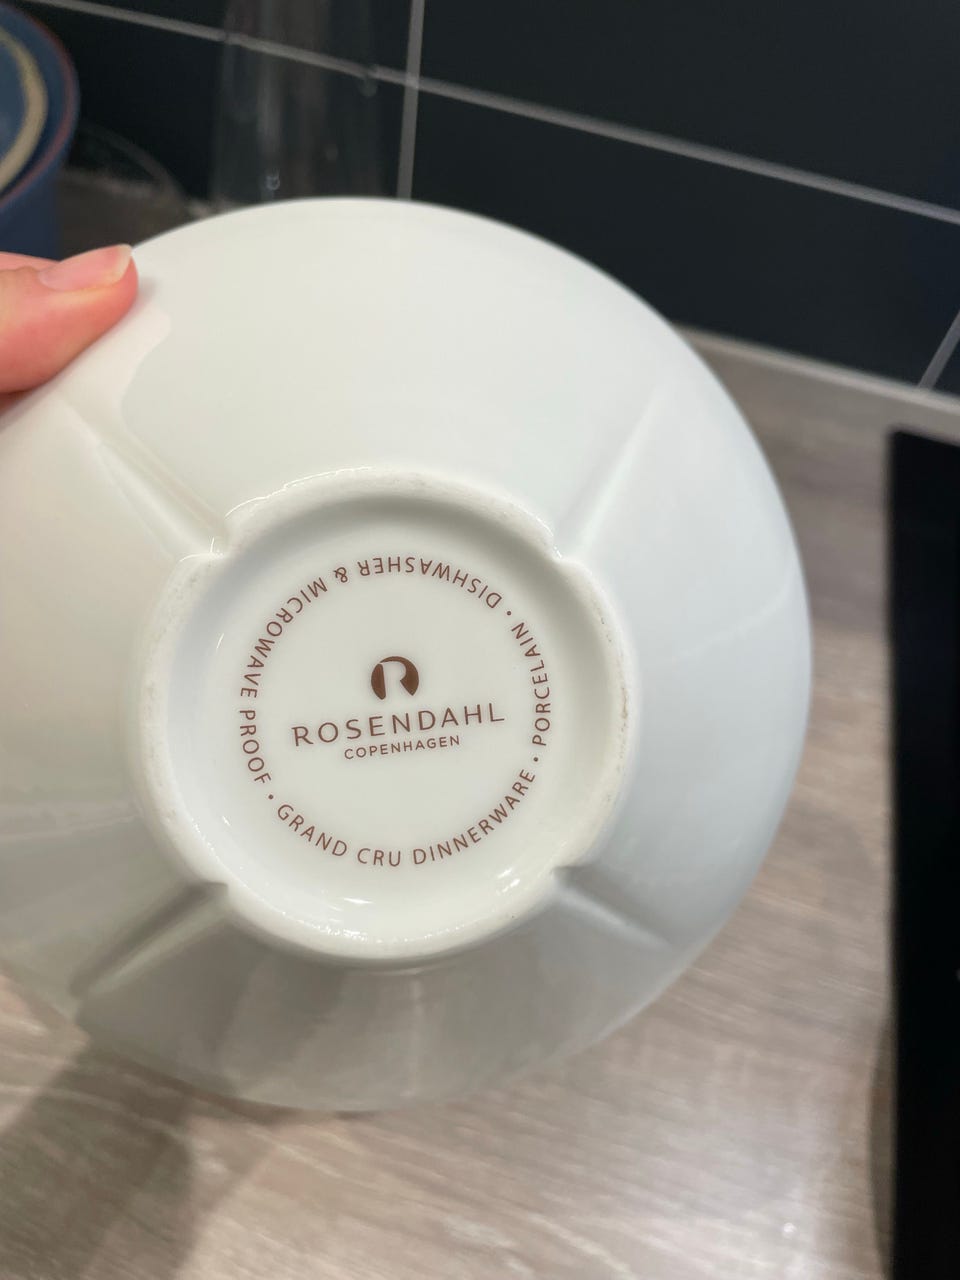 ROSENDAHL
COPENHAGEN
GRAND CRU DINNERWARE • PORCELAIN • DISHWASHER & MICROWAVE PROOF •